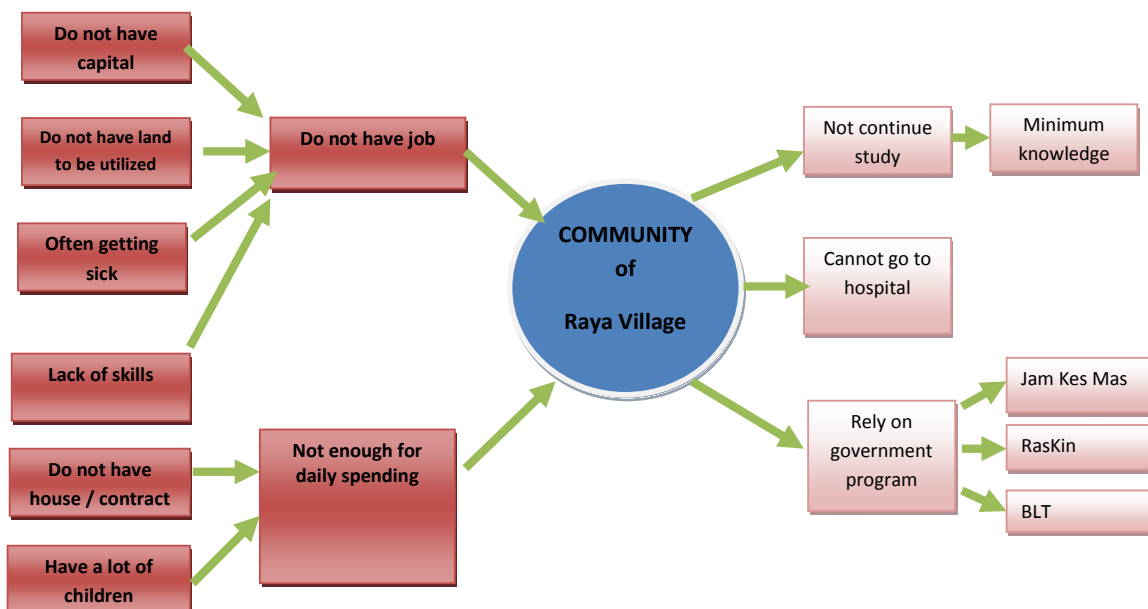 Do not have
capital
Do not have land
to be utilized
Often getting
sick
Lack of skills
Do not have
house / contract
Have a lot of
children
Do not have job
Not enough for
daily spending
COMMUNITY
of
Raya Village
Not continue
study
Minimum
knowledge
Cannot go to
hospital
Rely on
government
program
Jam Kes Mas
RasKin
BLT